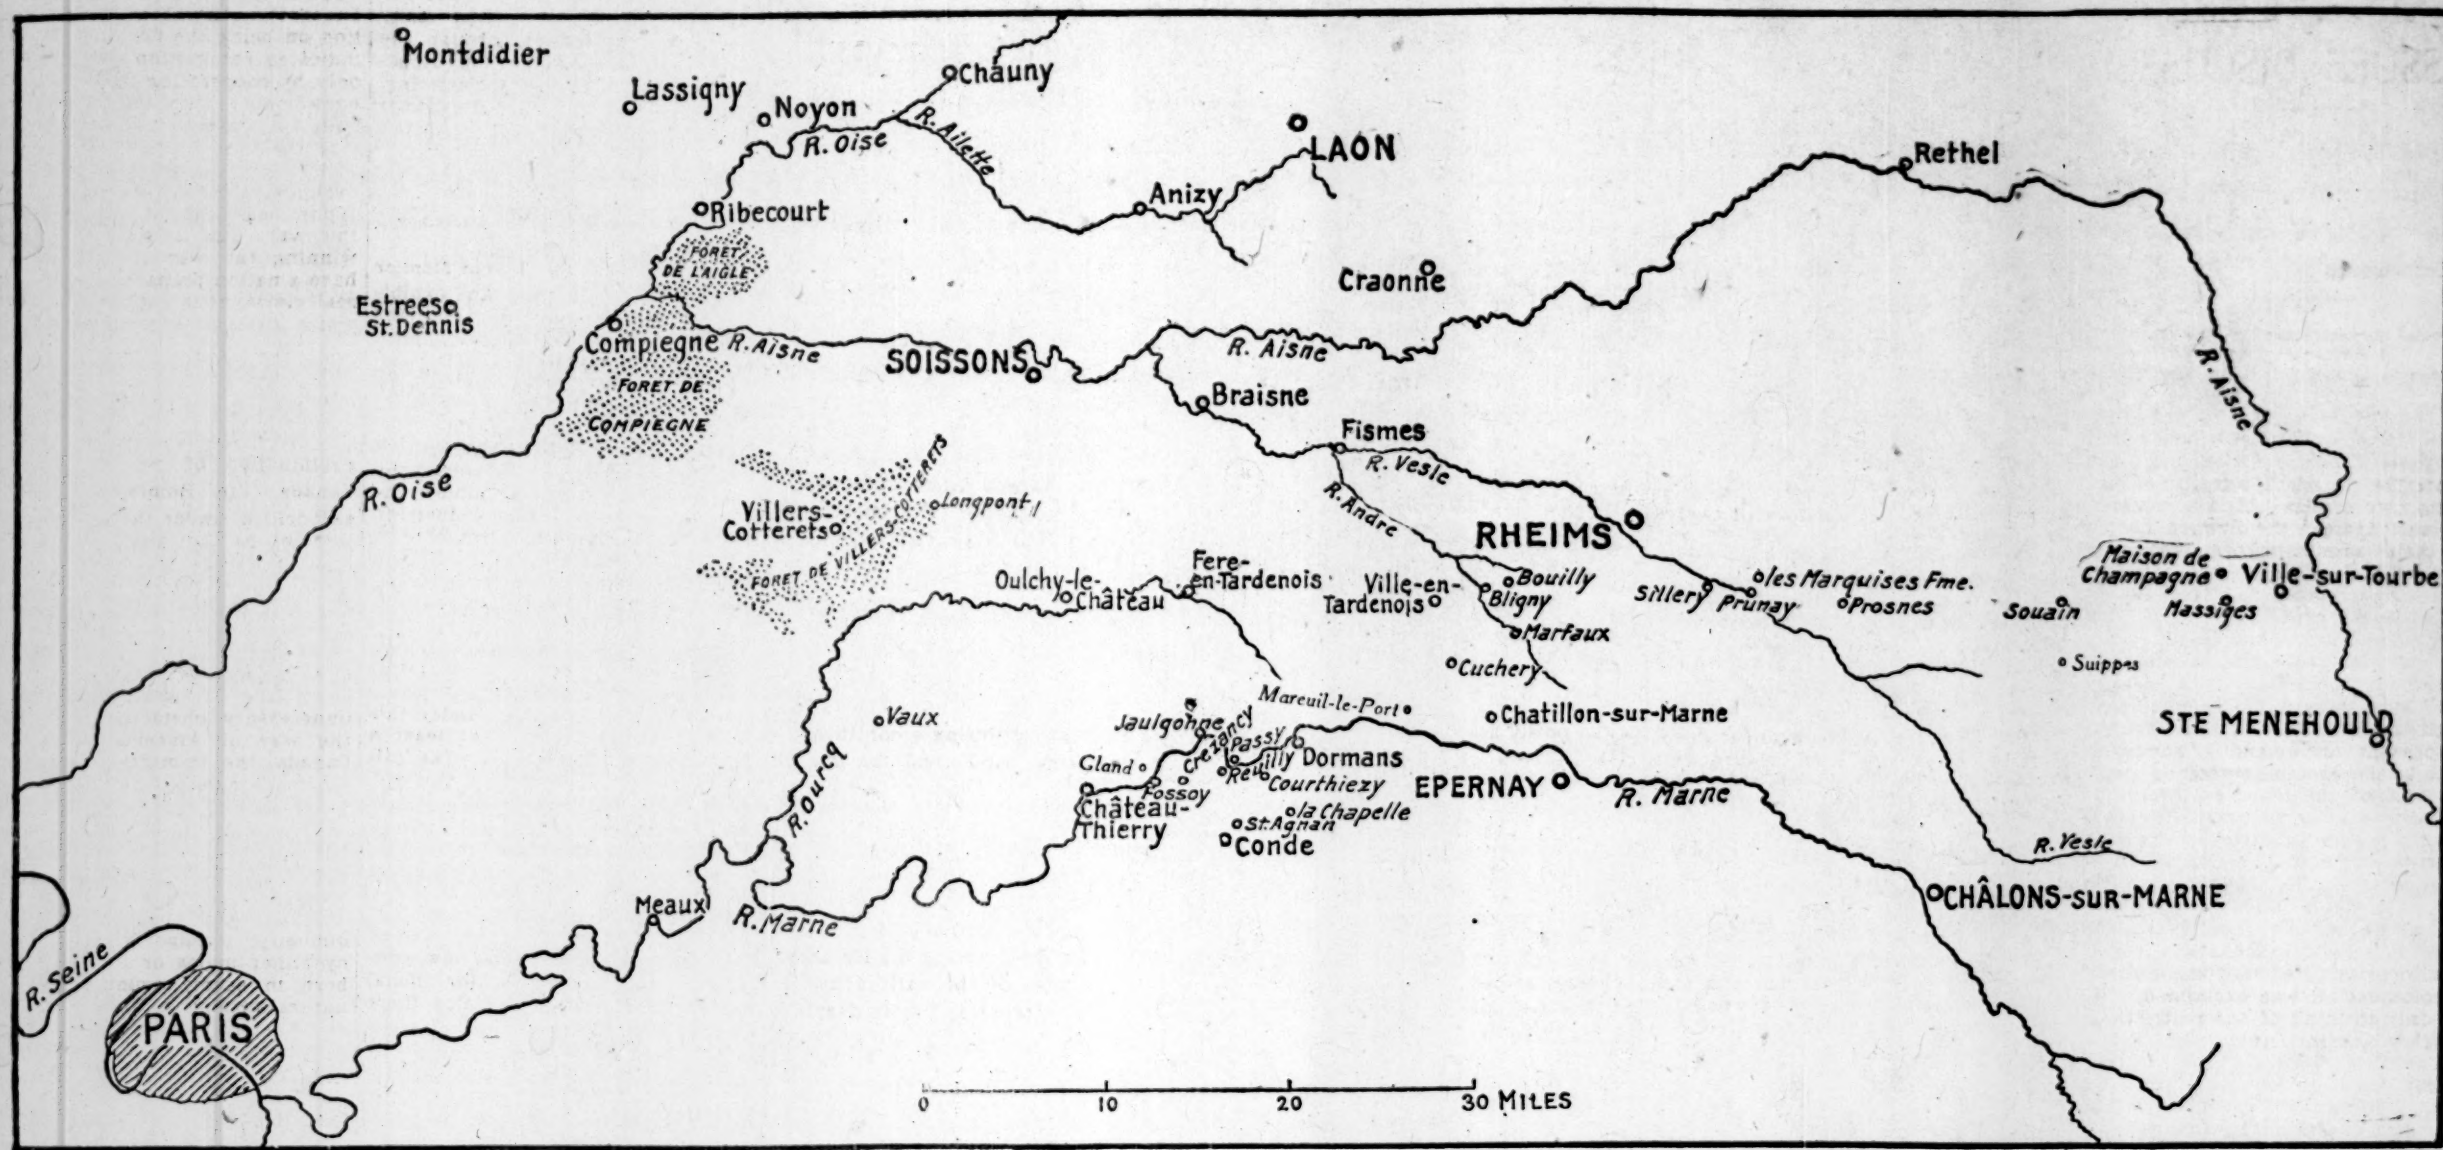 Montdidier
Lassigny
Noyon
Chauny
R. Oise
R. Ailette
LAON
Rethel
Ribecourt
Anizy
FORET
DE L'AIGLE
Craonne
Estrees
St. Dennis
Compiegne
R. Aisne
SOISSONS
R. Aisne
R. Aisne
FORET DE
COMPIEGNE
Braisne
Fismes
R. Vesle
R. Oise
R. Andre
Villers-
Cotterets
FORET DE VILLERS-COTTERETS
Longpont
RHEIMS
Oulchy-le-
Château
Fere-
en-Tardenois
Ville-en-
Tardenois
Bouilly
Bligny
Sillery
Prunay
les Marquises Fme.
Prosnes
Souain
Maison de
Champagne
Ville-sur-Tourbe
Massiges
Marfaux
Cuchery
Suippes
Mareuil-le-Port
Vaux
Jaulgohne
Crezancy
Passy
Chatillon-sur-Marne
STE MENEHOULD
Gland
Fossoy
Reuilly
Dormans
Courthiezy
EPERNAY
R. Marne
R. Ourcq
Château-
Thierry
la Chapelle
St. Agnan
Conde
R. Vesle
Meaux
R. Marne
CHÂLONS-SUR-MARNE
R. Seine
PARIS
0 10 20 30 MILES